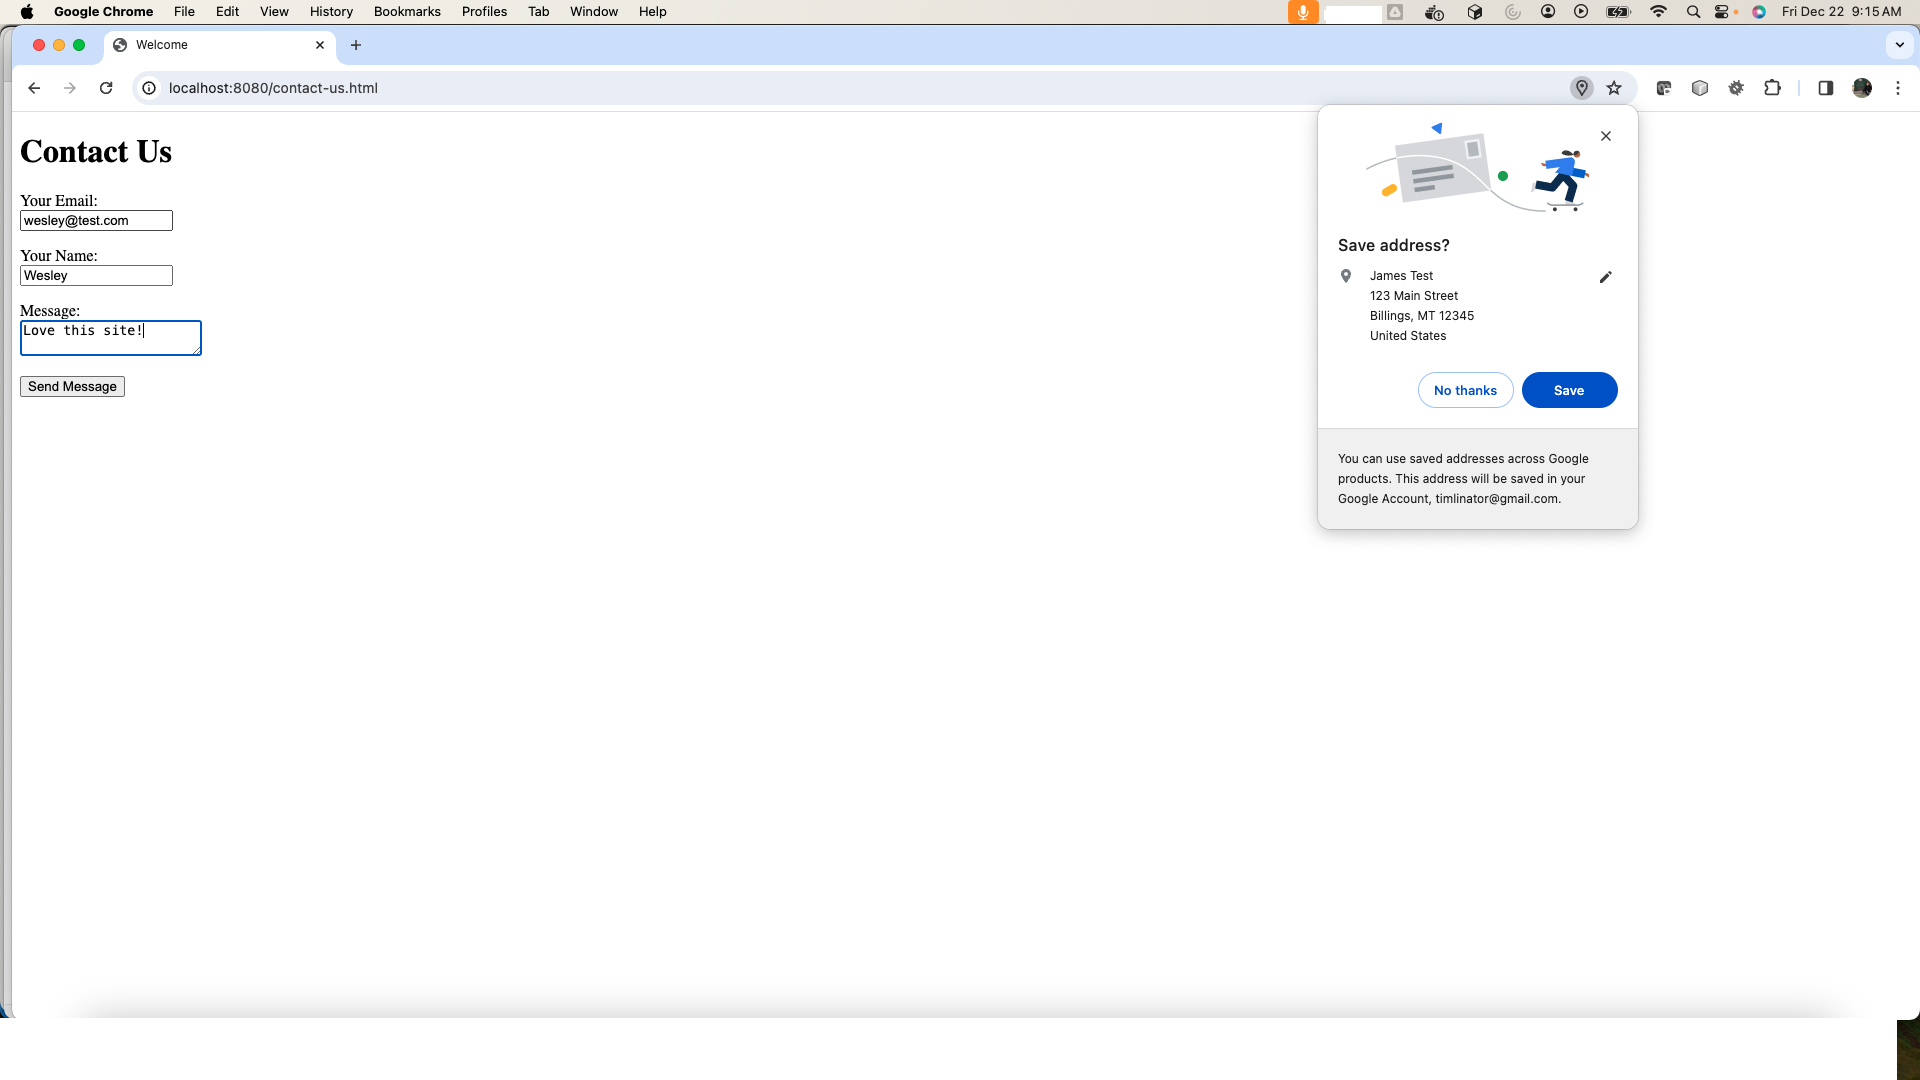 Google Chrome File Edit View History Bookmarks Profiles Tab Window Help Fri Dec 22 9:15 AM
Welcome
localhost:8080/contact-us.html
Contact Us
Your Email:
wesley@test.com
Your Name:
Wesley
Message:
Love this site!
Send Message
Save address?
James Test
123 Main Street
Billings, MT 12345
United States
No thanks Save
You can use saved addresses across Google
products. This address will be saved in your
Google Account, timlinator@gmail.com.